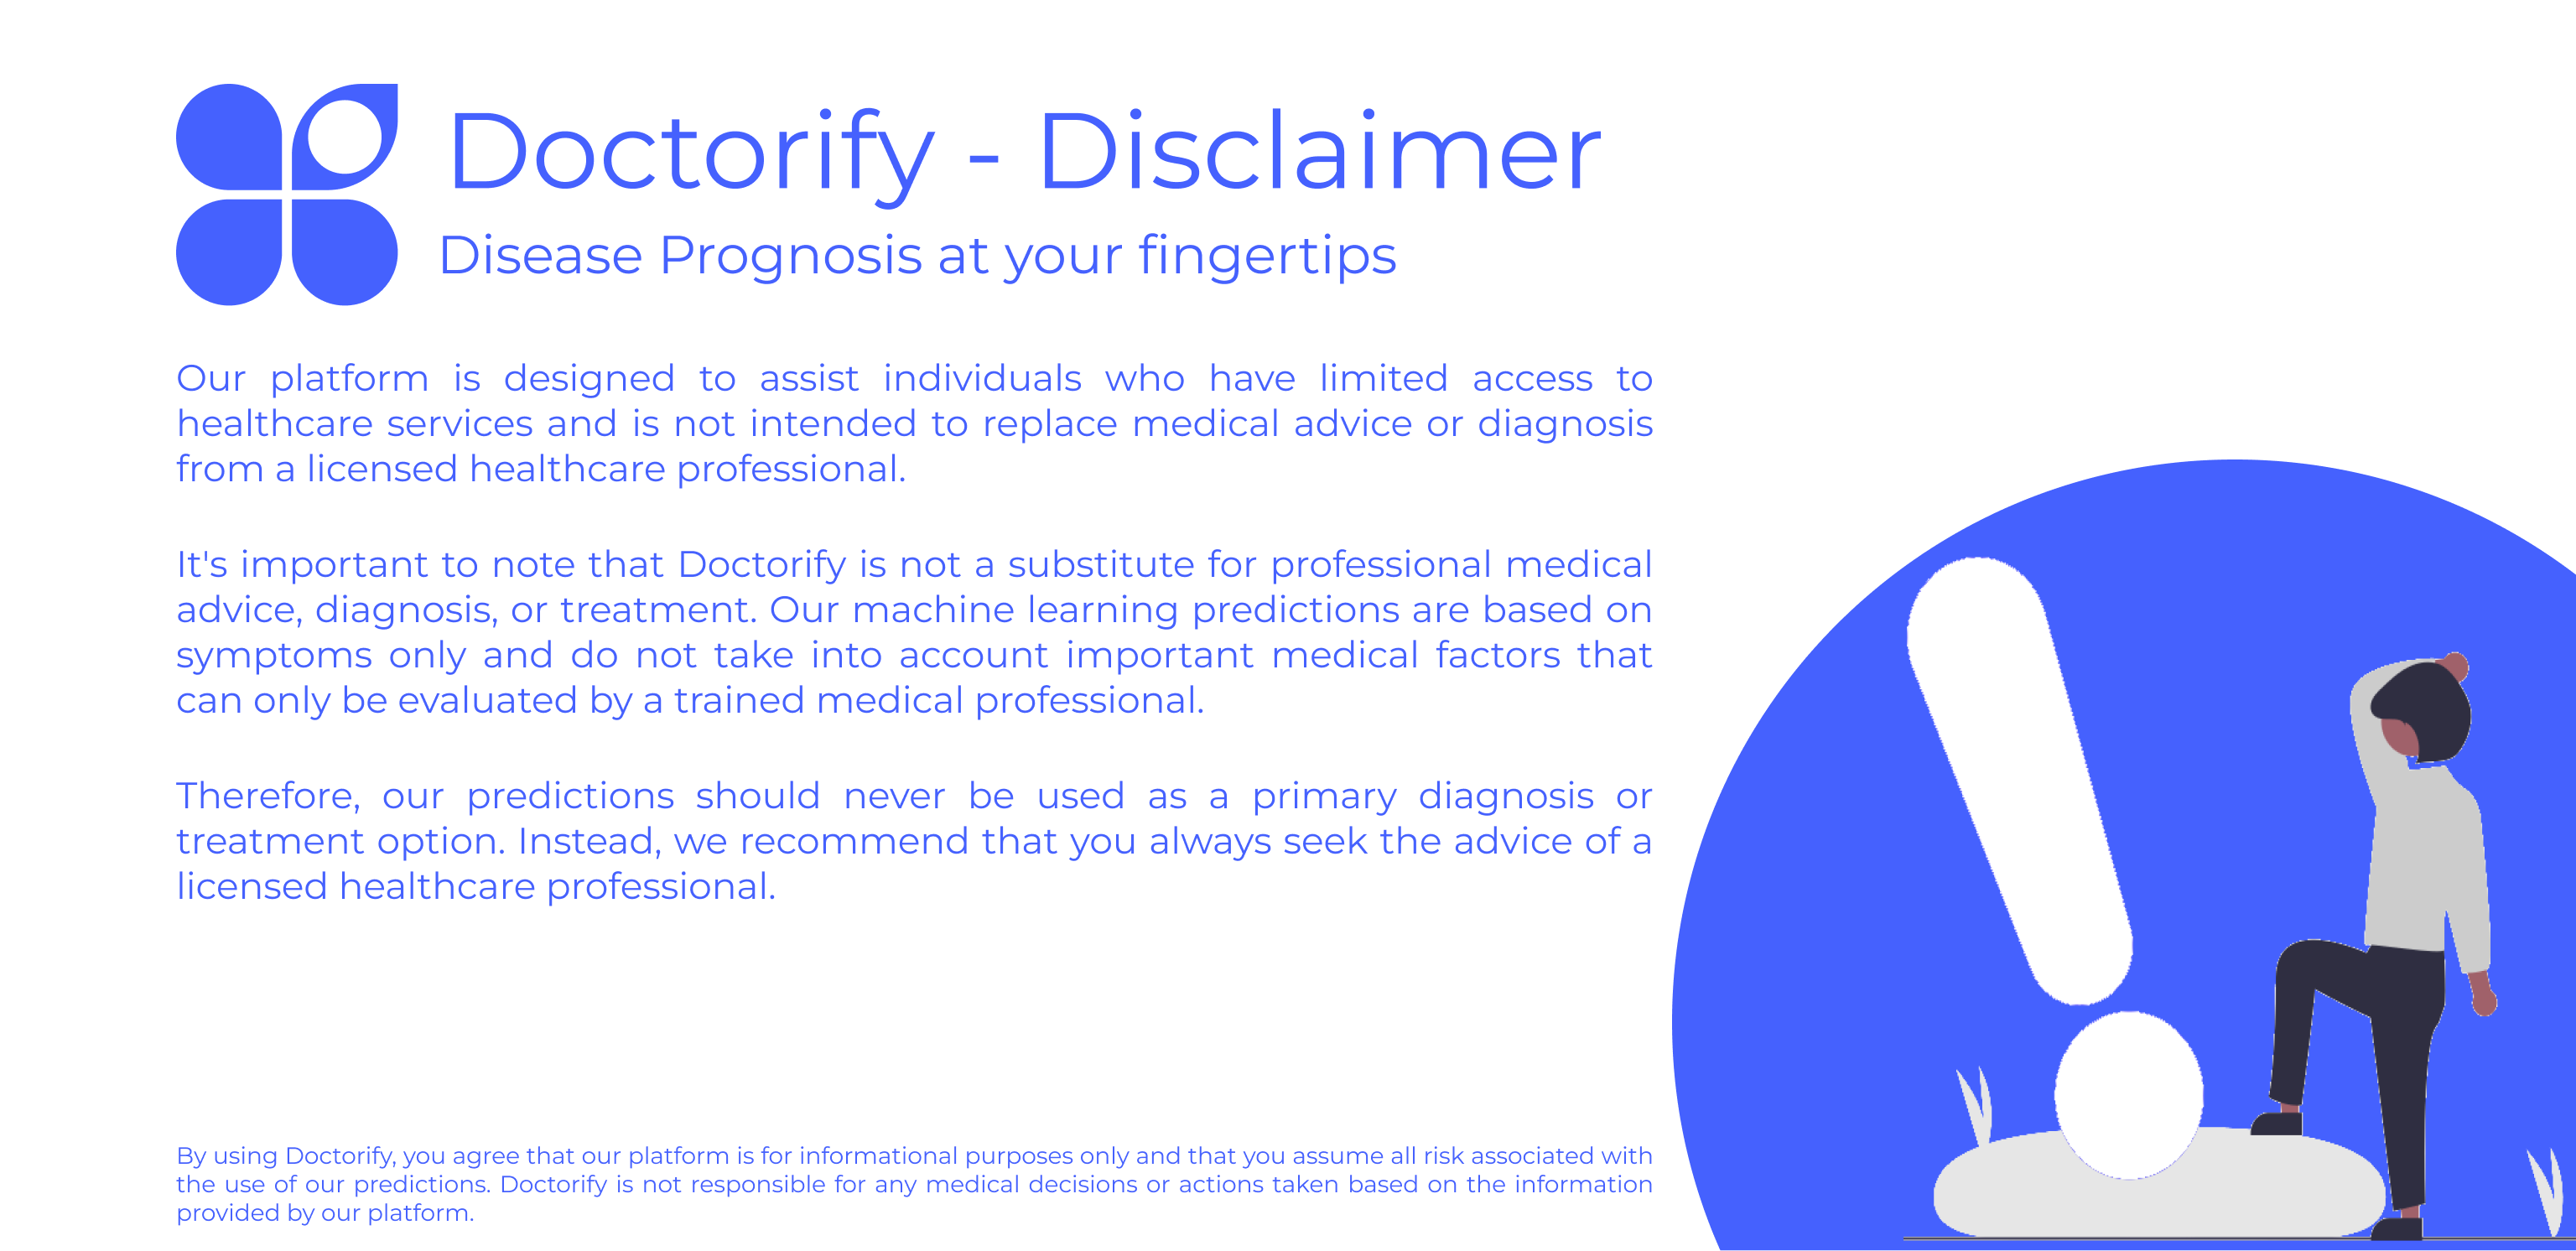 Doctorify - Disclaimer
Disease Prognosis at your fingertips
Our platform is designed to assist individuals who have limited access to
healthcare services and is not intended to replace medical advice or diagnosis
from a licensed healthcare professional.
It's important to note that Doctorify is not a substitute for professional medical
advice, diagnosis, or treatment. Our machine learning predictions are based on
symptoms only and do not take into account important medical factors that
can only be evaluated by a trained medical professional.
Therefore, our predictions should never be used as a primary diagnosis or
treatment option. Instead, we recommend that you always seek the advice of a
licensed healthcare professional.
By using Doctorify, you agree that our platform is for informational purposes only and that you assume all risk associated with
the use of our predictions. Doctorify is not responsible for any medical decisions or actions taken based on the information
provided by our platform.